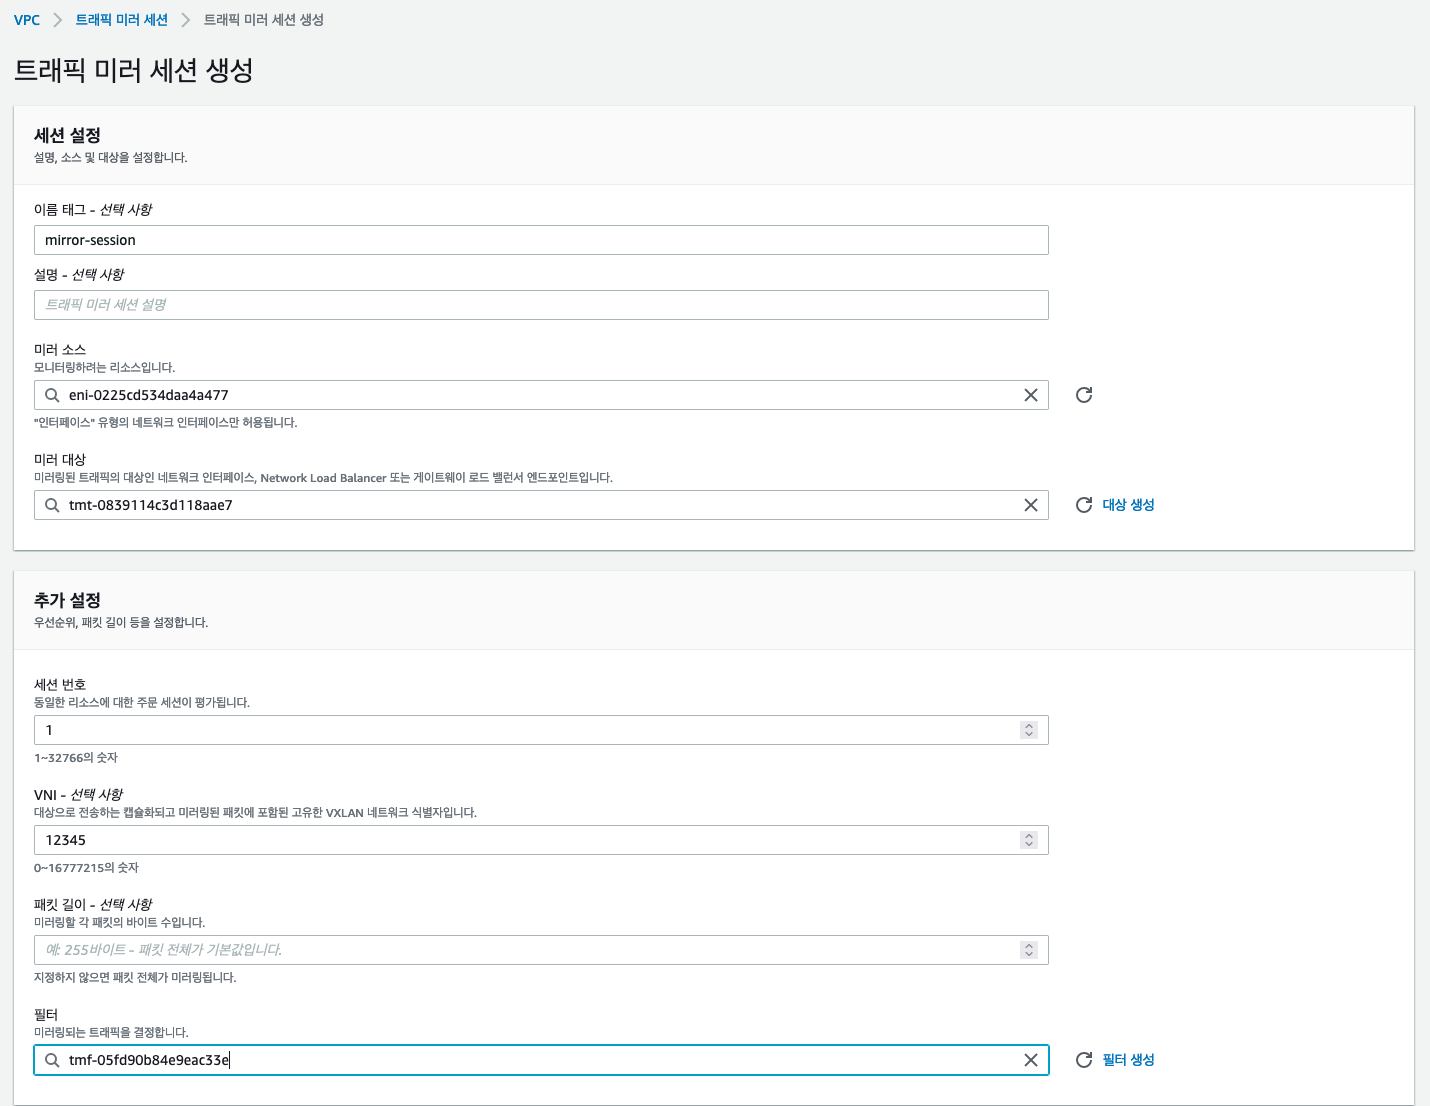 VPC > 트래픽 미러 세션 > 트래픽 미러 세션 생성
트래픽 미러 세션 생성
세션 설정
설명, 소스 및 대상을 설정합니다.
이름 태그 - 선택 사항
mirror-session
설명 - 선택 사항
트래픽 미러 세션 설명
미러 소스
모니터링하려는 리소스입니다.
eni-0225cd534daa4a477
"인터페이스" 유형의 네트워크 인터페이스만 허용됩니다.
미러 대상
미러링된 트래픽의 대상인 네트워크 인터페이스, Network Load Balancer 또는 게이트웨이 로드 밸런서 엔드포인트입니다.
tmt-0839114c3d118aae7
대상 생성
추가 설정
우선순위, 패킷 길이 등을 설정합니다.
세션 번호
동일한 리소스에 대한 주문 세션이 평가됩니다.
1
1~32766의 숫자
VNI - 선택 사항
대상으로 전송하는 캡슐화되고 미러링된 패킷에 포함된 고유한 VXLAN 네트워크 식별자입니다.
12345
0~16777215의 숫자
패킷 길이 - 선택 사항
미러링할 각 패킷의 바이트 수입니다.
예: 255바이트 - 패킷 전체가 기본값입니다.
지정하지 않으면 패킷 전체가 미러링됩니다.
필터
미러링되는 트래픽을 결정합니다.
tmf-05fd90b84e9eac33e
필터 생성